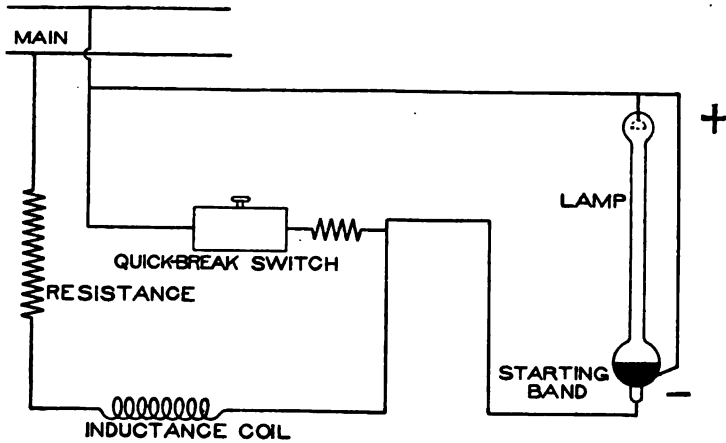 MAIN
+
LAMP
QUICK-BREAK SWITCH
RESISTANCE
STARTING
BAND
−
INDUCTANCE COIL